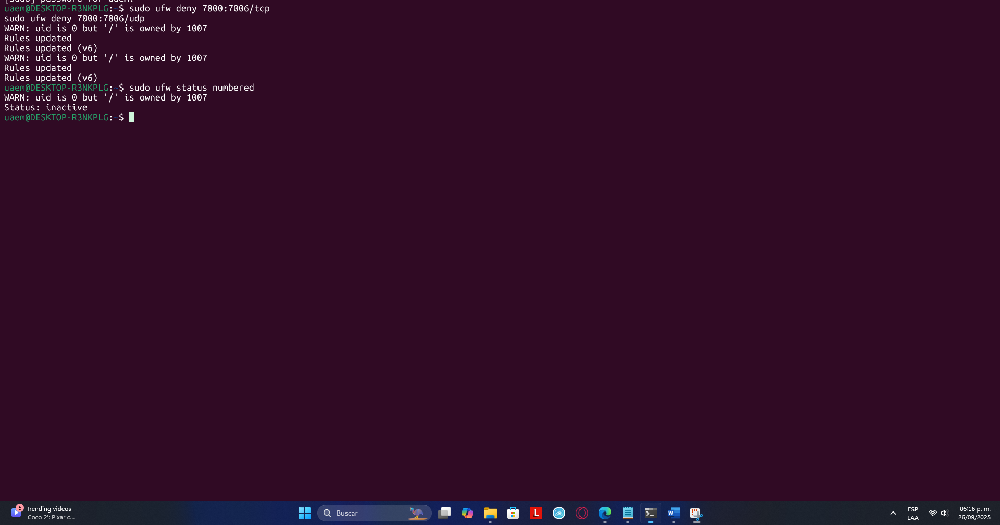 [sudo] password for uaem:
uaem@DESKTOP-R3NKPLG:~$ sudo ufw deny 7000:7006/tcp
sudo ufw deny 7000:7006/udp
WARN: uid is 0 but '/' is owned by 1007
Rules updated
Rules updated (v6)
WARN: uid is 0 but '/' is owned by 1007
Rules updated
Rules updated (v6)
uaem@DESKTOP-R3NKPLG:~$ sudo ufw status numbered
WARN: uid is 0 but '/' is owned by 1007
Status: inactive
uaem@DESKTOP-R3NKPLG:~$
5
Trending videos
'Coco 2': Pixar c...
Buscar
L
W
ESP
LAA
05:16 p. m.
26/09/2025